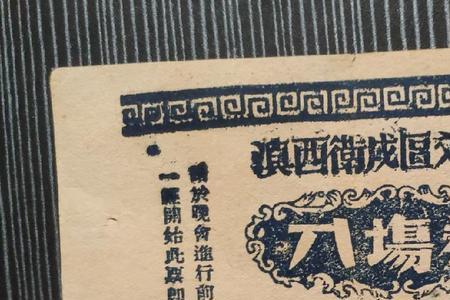 滇西衛戍區
入場
請於晚會進行前
一經開始此票即